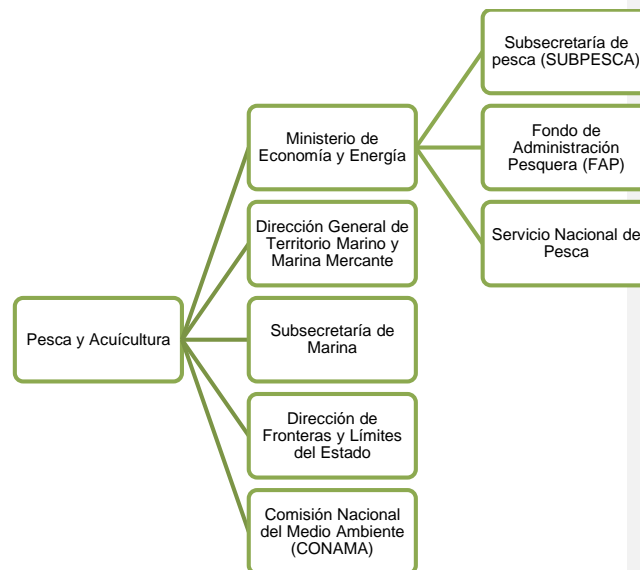 Subsecretaría de
pesca (SUBPESCA)
Ministerio de
Economía y Energía
Fondo de
Administración
Pesquera (FAP)
Dirección General de
Territorio Marino y
Marina Mercante
Servicio Nacional de
Pesca
Pesca y Acuícultura
Subsecretaría de
Marina
Dirección de
Fronteras y Límites
del Estado
Comisión Nacional
del Medio Ambiente
(CONAMA)